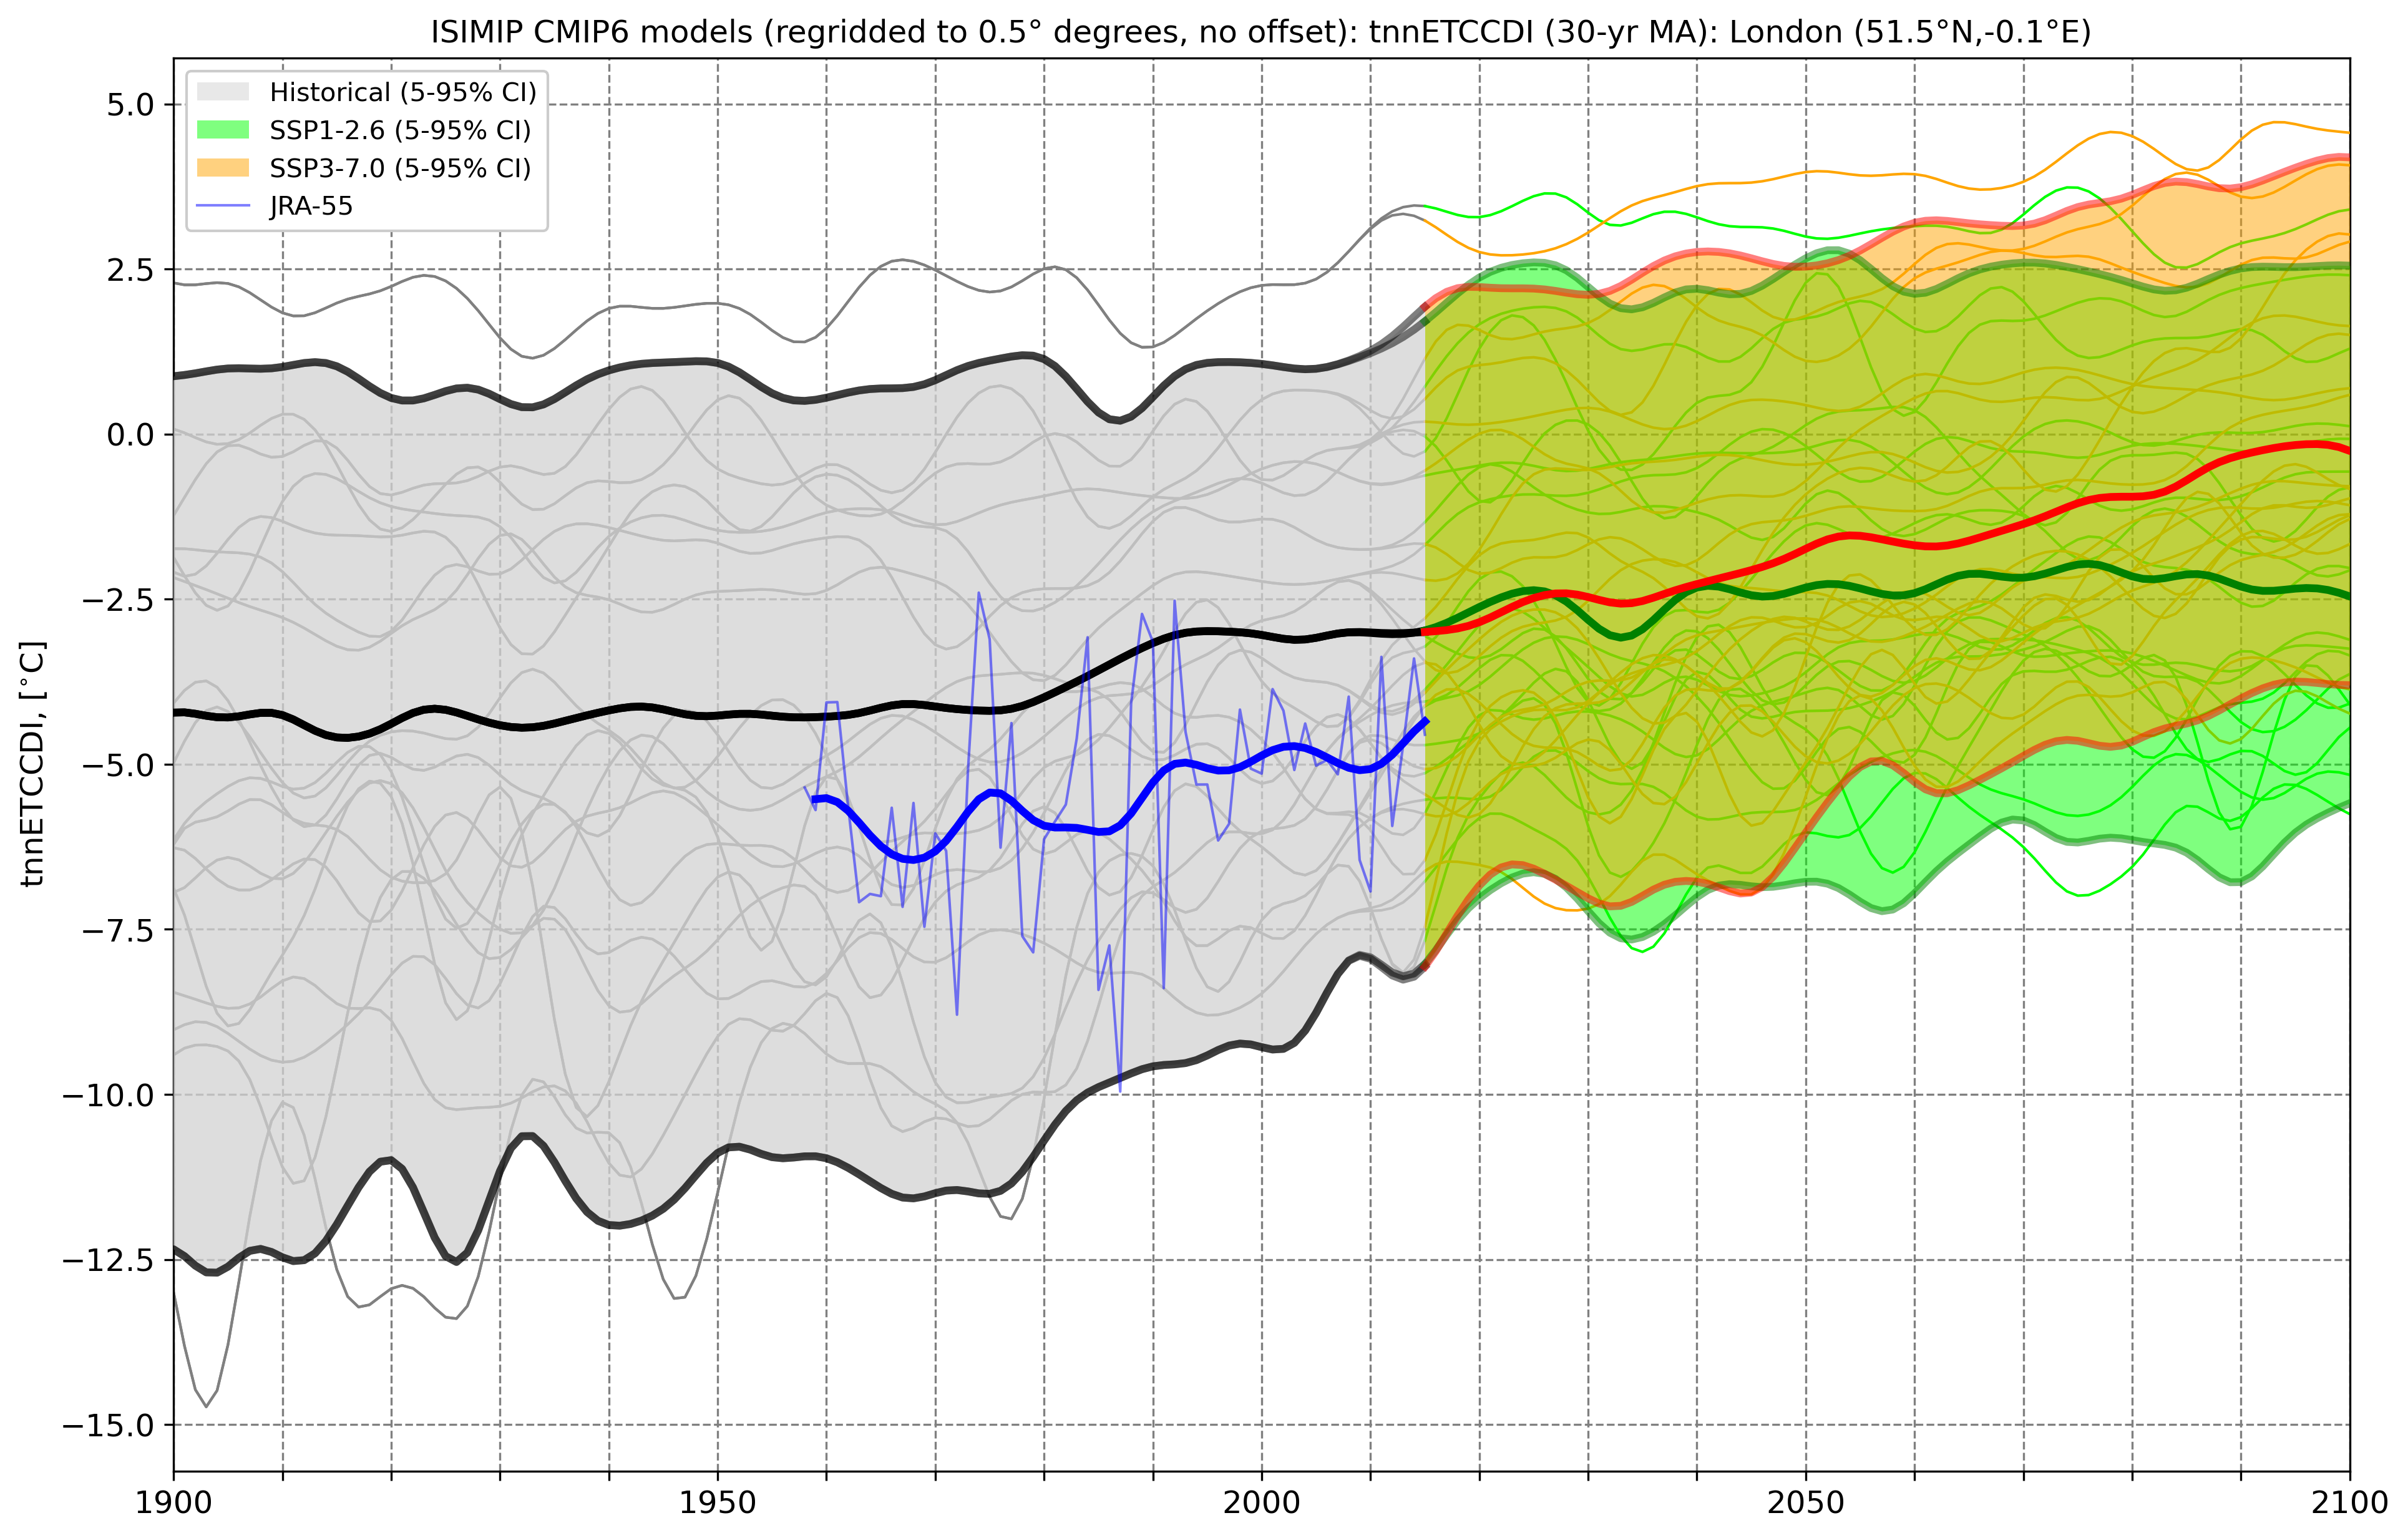 ISIMIP CMIP6 models (regridded to 0.5° degrees, no offset): tnnETCCDI (30-yr MA): London (51.5°N,-0.1°E)
Historical (5-95% CI)
SSP1-2.6 (5-95% CI)
SSP3-7.0 (5-95% CI)
JRA-55
tnnETCCDI, [°C]
5.0
2.5
0.0
−2.5
−5.0
−7.5
−10.0
−12.5
−15.0
1900
1950
2000
2050
2100